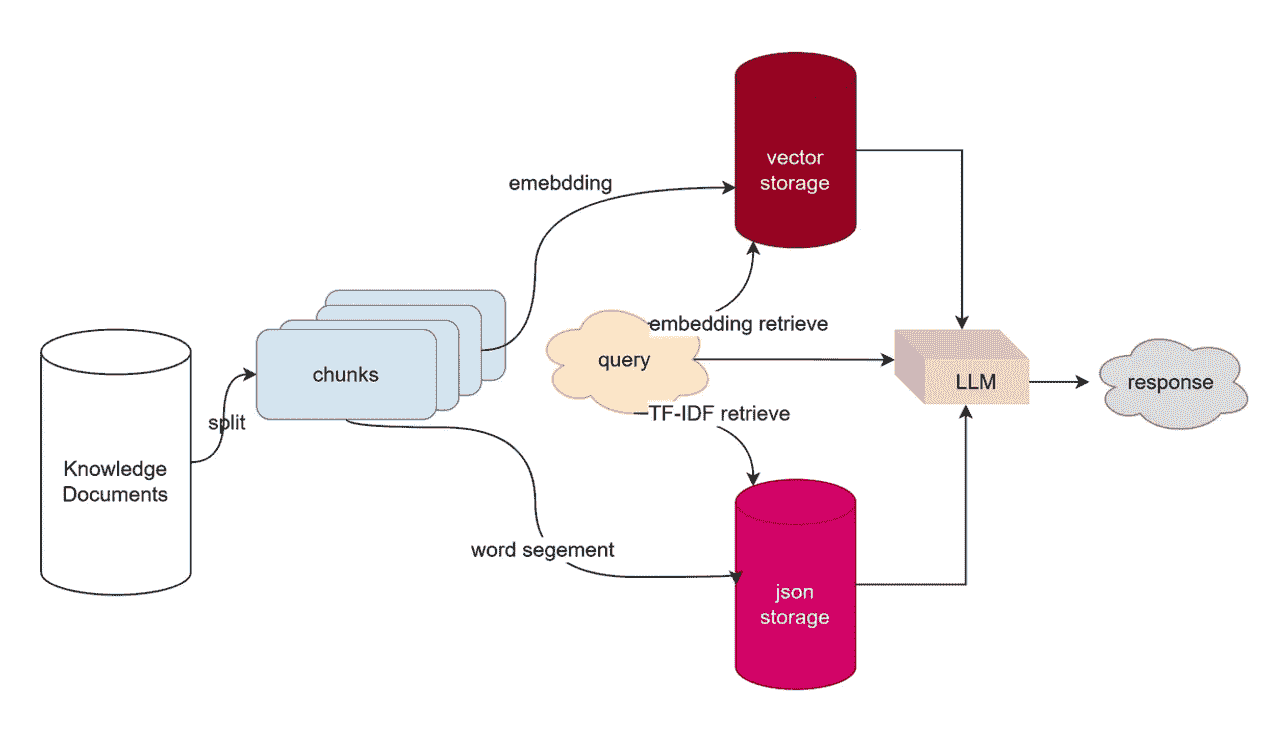 vector
storage
emebdding
embedding retrieve
query
chunks
LLM
response
TF-IDF retrieve
split
Knowledge
Documents
word segement
json
storage